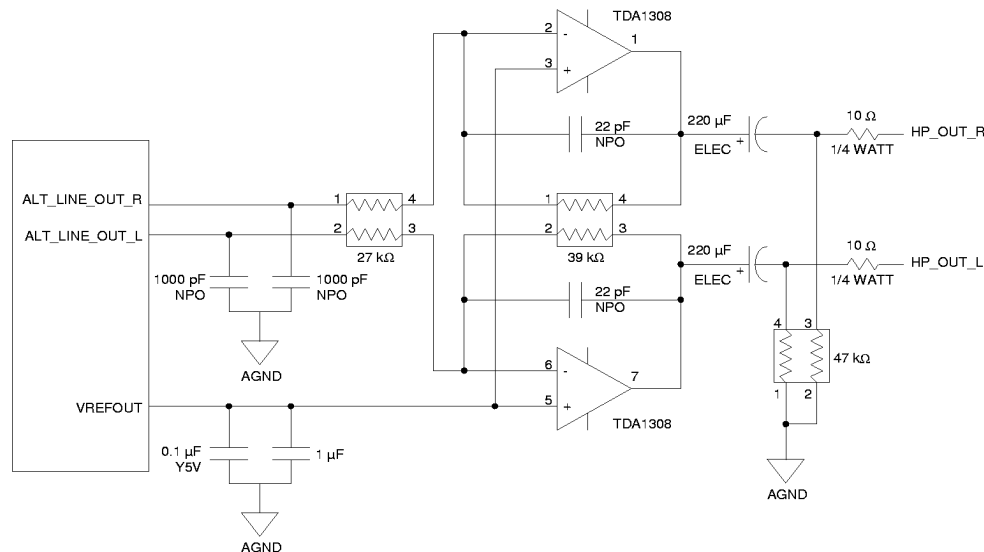 TDA1308
2
-
1
3
+
22 pF
NPO
220 µF
ELEC
+
10 Ω
1/4 WATT
HP_OUT_R
ALT_LINE_OUT_R
ALT_LINE_OUT_L
1
4
2
3
27 kΩ
1
4
2
3
39 kΩ
1000 pF
NPO
1000 pF
NPO
AGND
22 pF
NPO
220 µF
ELEC
+
10 Ω
1/4 WATT
HP_OUT_L
4
3
47 kΩ
1
2
AGND
6
-
7
5
+
TDA1308
VREFOUT
0.1 µF
Y5V
1 µF
AGND